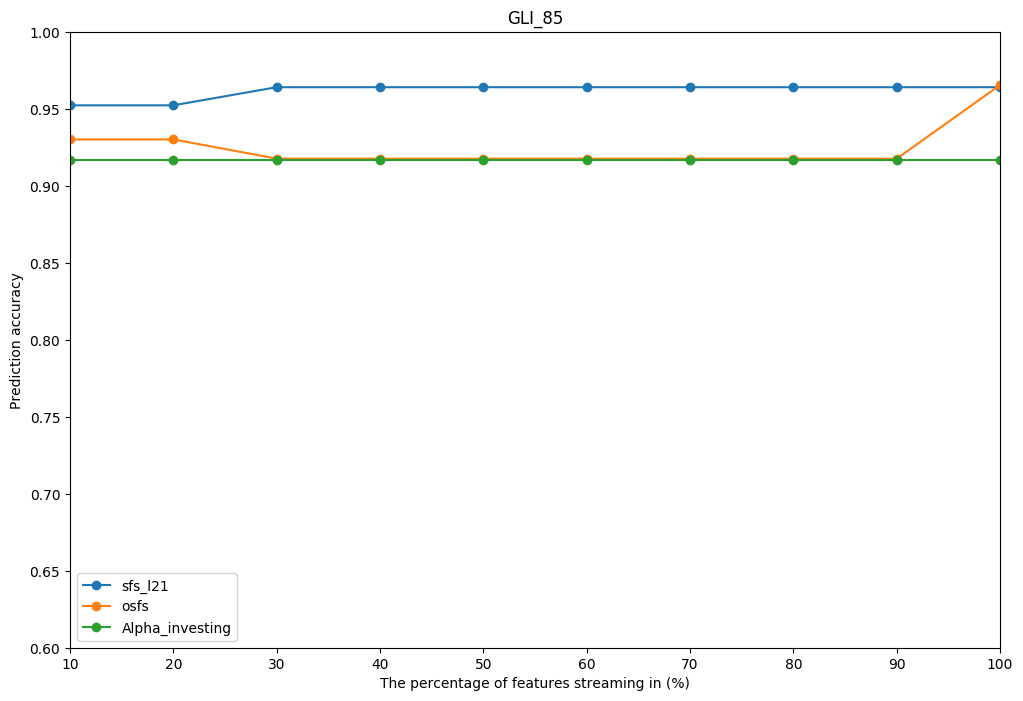 GLI_85
1.00
0.95
0.90
0.85
0.80
0.75
0.70
0.65
0.60
Prediction accuracy
sfs_l21
osfs
Alpha_investing
10 20 30 40 50 60 70 80 90 100
The percentage of features streaming in (%)